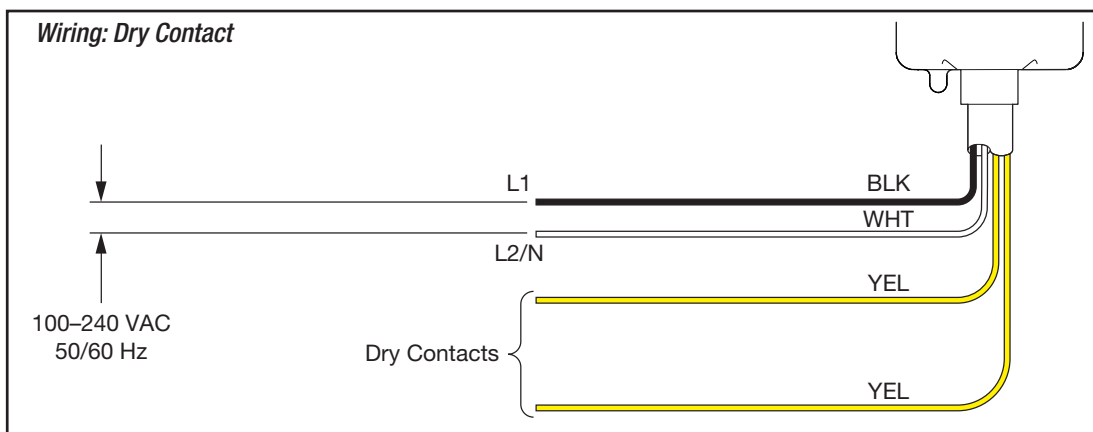 Wiring: Dry Contact
L1
BLK
WHT
L2/N
YEL
100–240 VAC
50/60 Hz
Dry Contacts
YEL